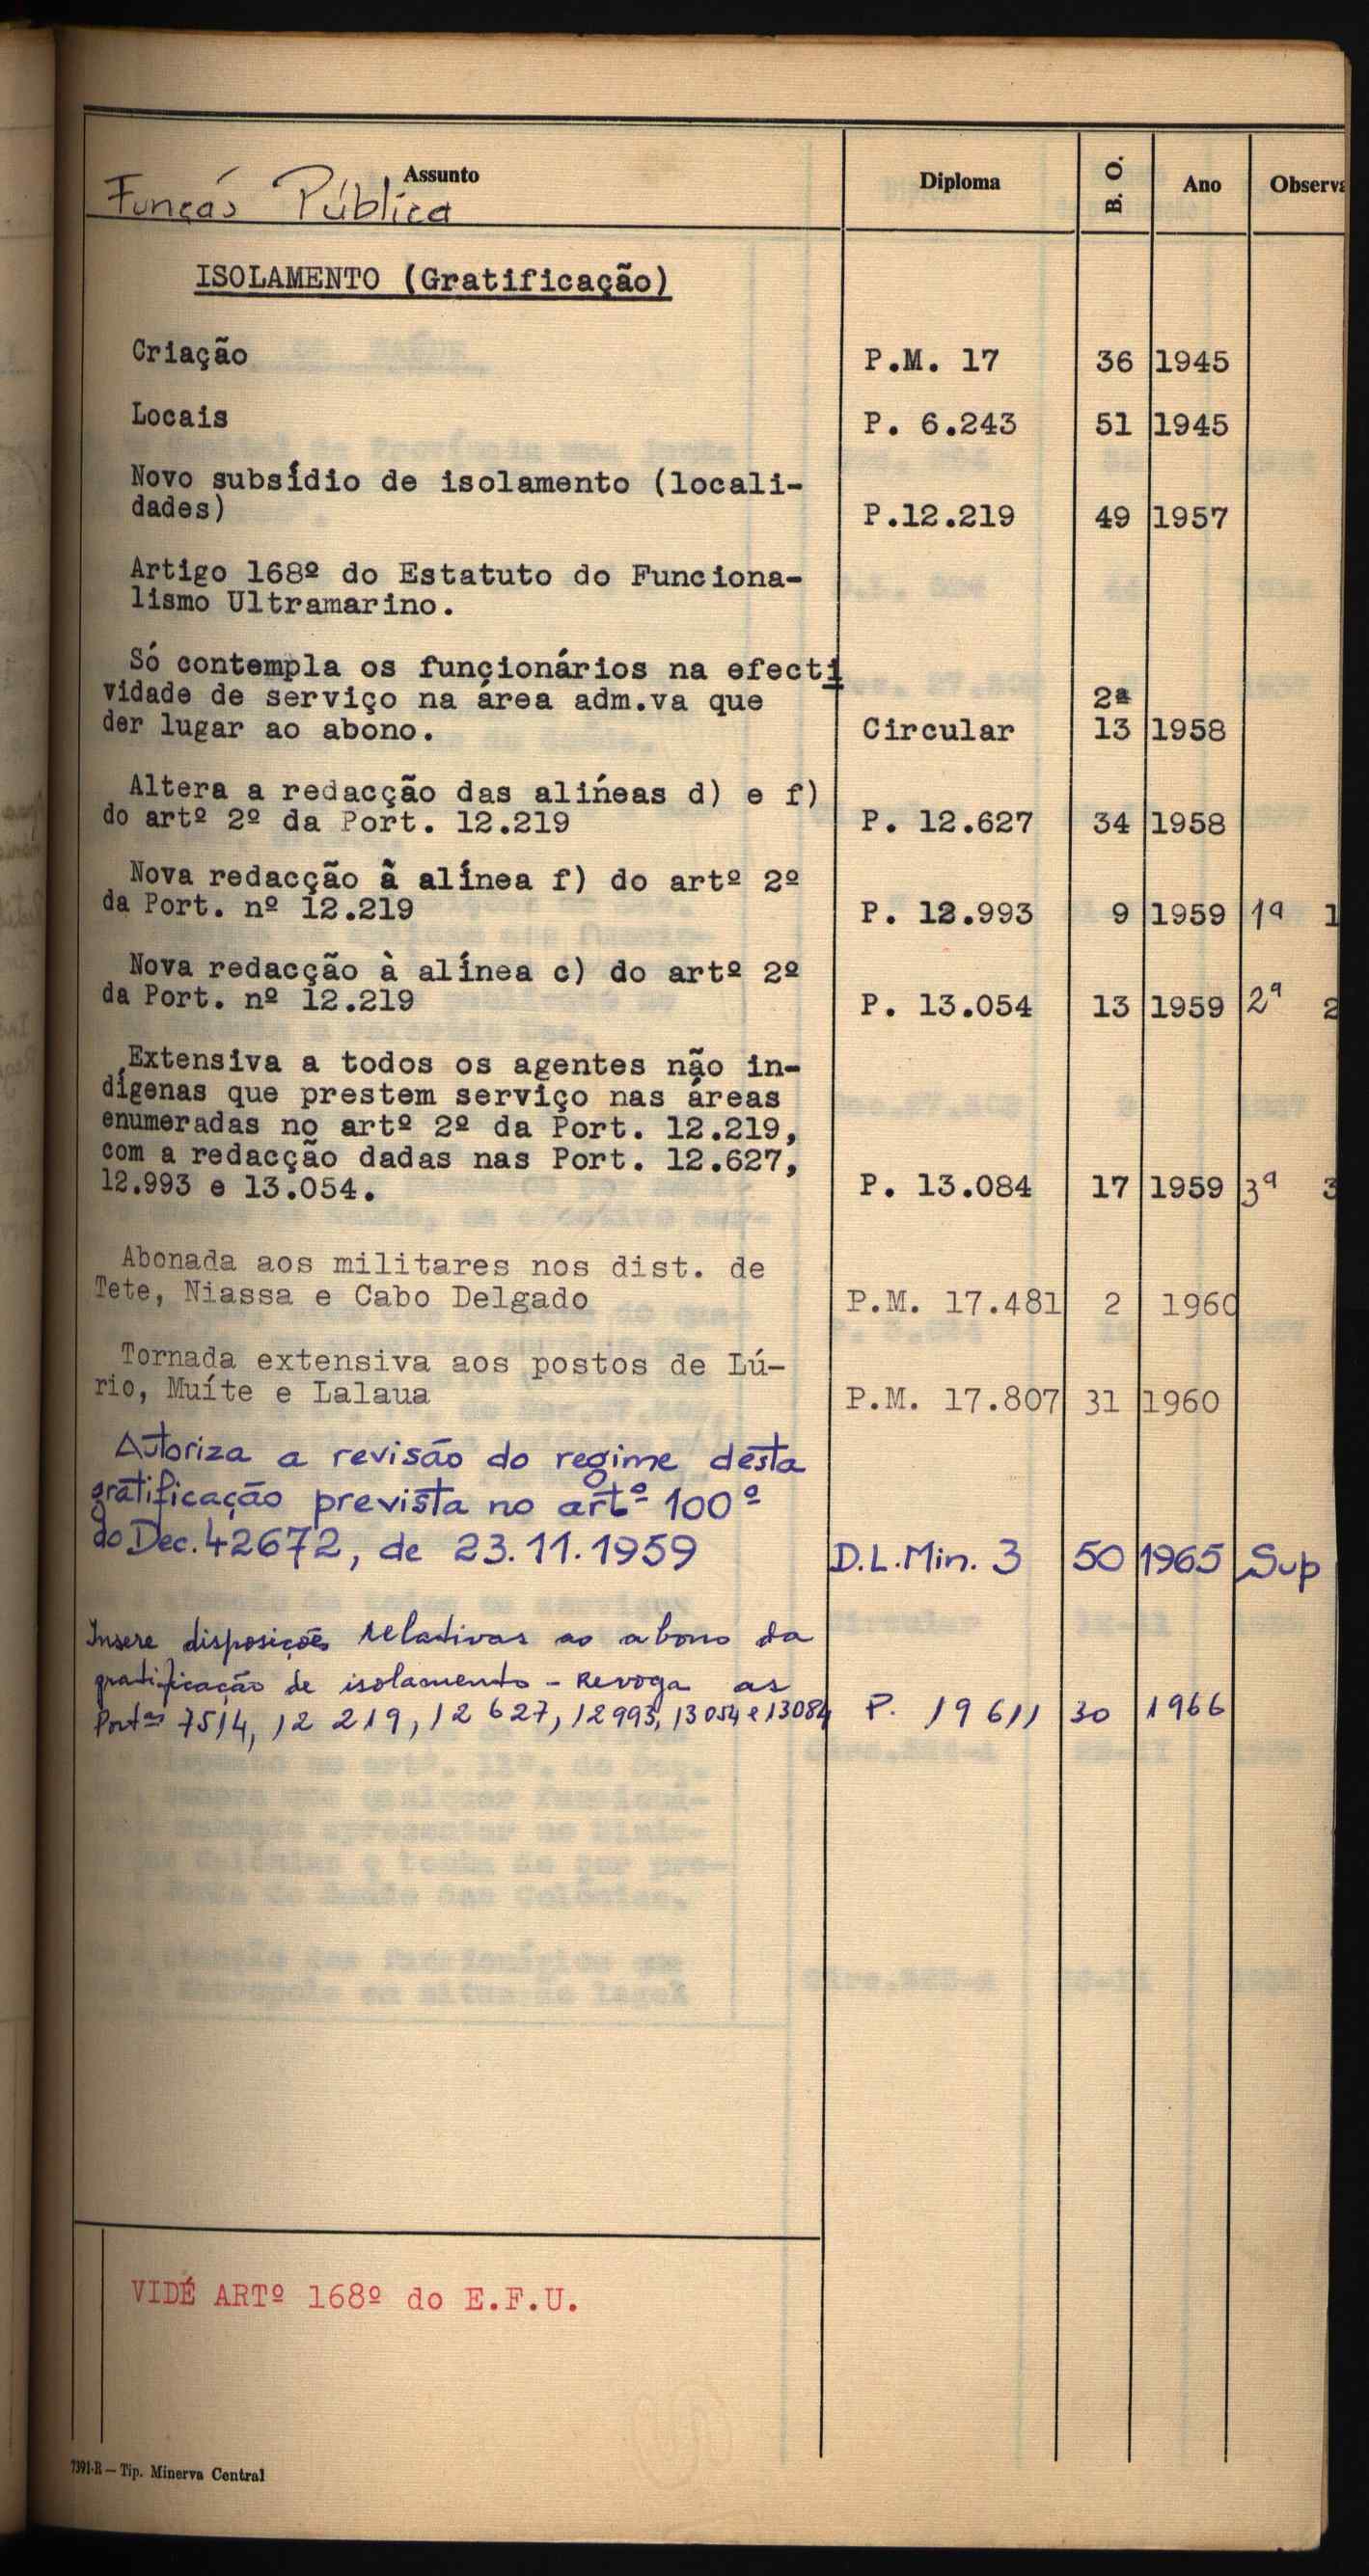 Assunto Diploma B. O. Ano Observa
Função Pública
ISOLAMENTO (Gratificação)
Criação P.M. 17 36 1945
Locais P. 6.243 51 1945
Novo subsídio de isolamento (locali-
dades) P.12.219 49 1957
Artigo 168º do Estatuto do Funciona-
lismo Ultramarino.
Só contempla os funcionários na efecti
vidade de serviço na área adm.va que 2ª
der lugar ao abono. Circular 13 1958
Altera a redacção das alíneas d) e f)
do artº 2º da Port. 12.219 P. 12.627 34 1958
Nova redacção à alínea f) do artº 2º
da Port. nº 12.219 P. 12.993 9 1959 1ª 1
Nova redacção à alínea c) do artº 2º
da Port. nº 12.219 P. 13.054 13 1959 2ª 2
Extensiva a todos os agentes não in-
dígenas que prestem serviço nas áreas
enumeradas no artº 2º da Port. 12.219,
com a redacção dadas nas Port. 12.627,
12.993 e 13.054. P. 13.084 17 1959 3ª 3
Abonada aos militares nos dist. de
Tete, Niassa e Cabo Delgado P.M. 17.481 2 1960
Tornada extensiva aos postos de Lú-
rio, Muíte e Lalaua P.M. 17.807 31 1960
Autoriza a revisão do regime desta
gratificação prevista no artº 100º
do Dec. 42672, de 23.11.1959 D.L.Min. 3 50 1965 Sup
Insere disposições relativas ao abono da
gratificação de isolamento - Revoga as
Portas 7514, 12 219, 12 627, 12993, 13054 e 13084 P. 19611 30 1966
VIDÉ ARTº 168º do E.F.U.
7391-R — Tip. Minerva Central